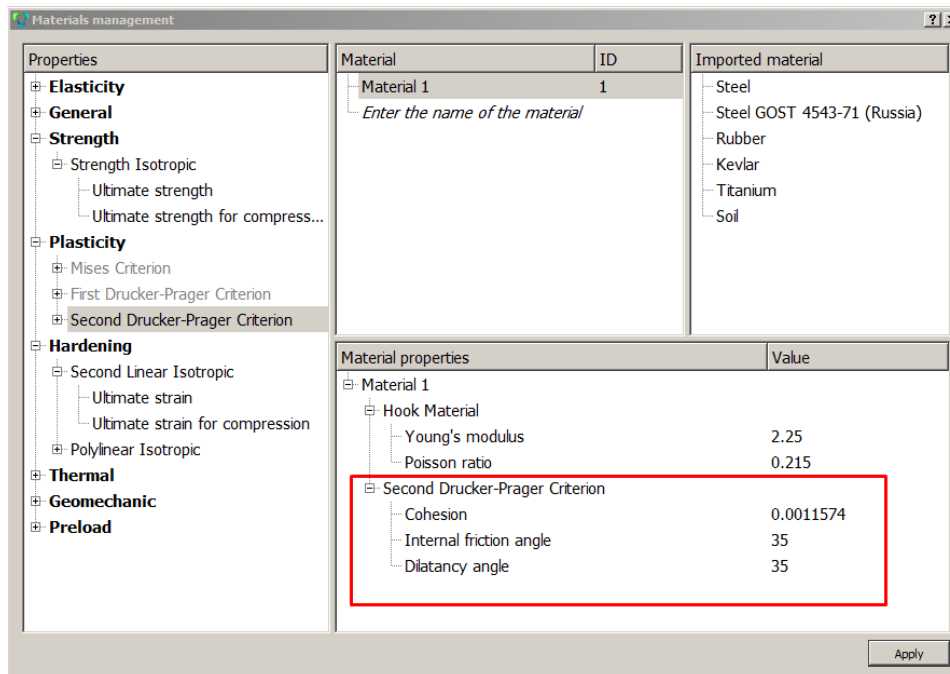 Materials management
?
Properties
Elasticity
General
Strength
Strength Isotropic
Ultimate strength
Ultimate strength for compress...
Plasticity
Mises Criterion
First Drucker-Prager Criterion
Second Drucker-Prager Criterion
Hardening
Second Linear Isotropic
Ultimate strain
Ultimate strain for compression
Polylinear Isotropic
Thermal
Geomechanic
Preload
Material ID
Material 1 1
Enter the name of the material
Imported material
Steel
Steel GOST 4543-71 (Russia)
Rubber
Kevlar
Titanium
Soil
Material properties Value
Material 1
Hook Material
Young's modulus 2.25
Poisson ratio 0.215
Second Drucker-Prager Criterion
Cohesion 0.0011574
Internal friction angle 35
Dilatancy angle 35
Apply